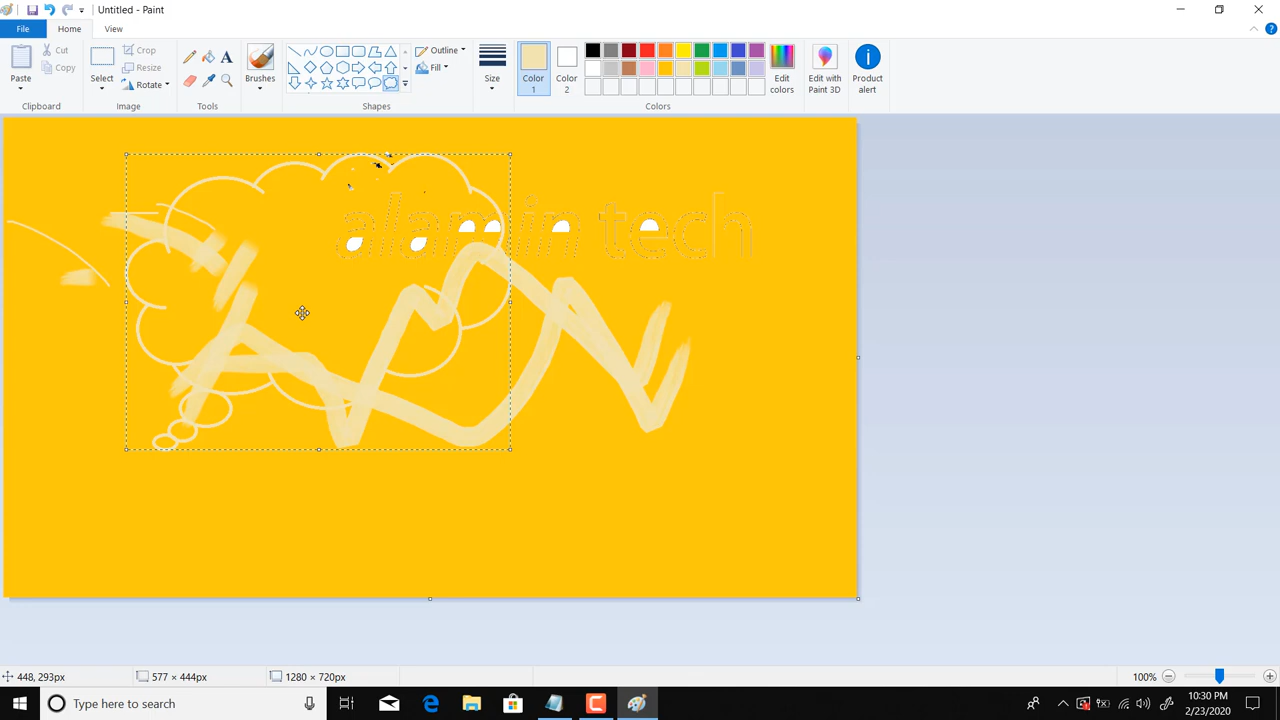 Untitled - Paint
File
Home
View
Paste
Cut
Copy
Clipboard
Select
Crop
Resize
Rotate
Image
A
Tools
Brushes
Shapes
Outline
Fill
Size
Color 1
Color 2
Edit colors
Colors
Edit with Paint 3D
Product alert
alamin tech
448, 293px
577 × 444px
1280 × 720px
100%
Type here to search
10:30 PM
2/23/2020